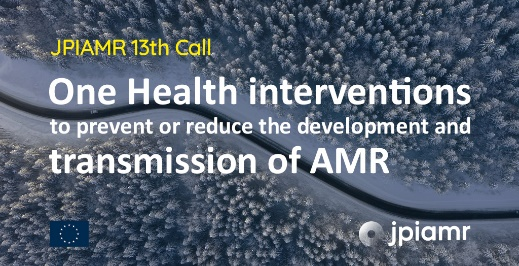 JPIAMR 13th Call
One Health interventions
to prevent or reduce the development and
transmission of AMR
jpiamr